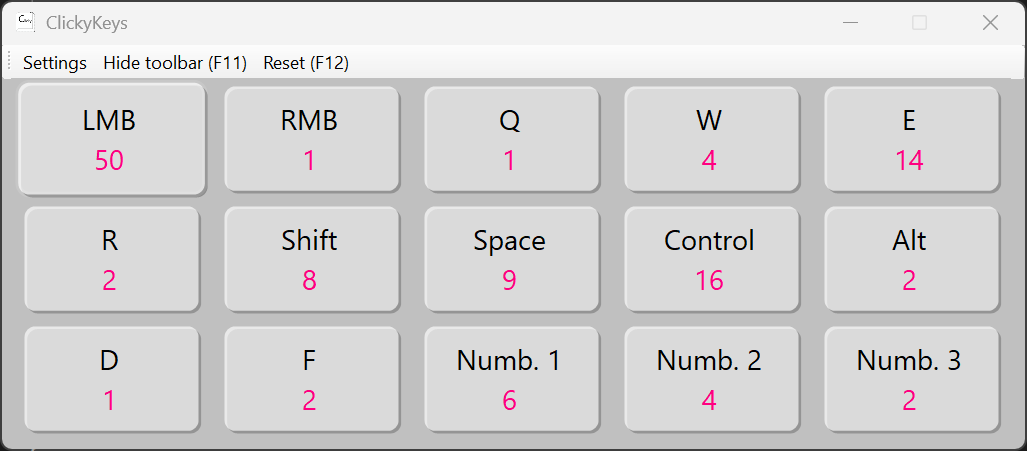 ClickyKeys
Settings Hide toolbar (F11) Reset (F12)
LMB RMB Q W E
50 1 1 4 14
R Shift Space Control Alt
2 8 9 16 2
D F Numb. 1 Numb. 2 Numb. 3
1 2 6 4 2